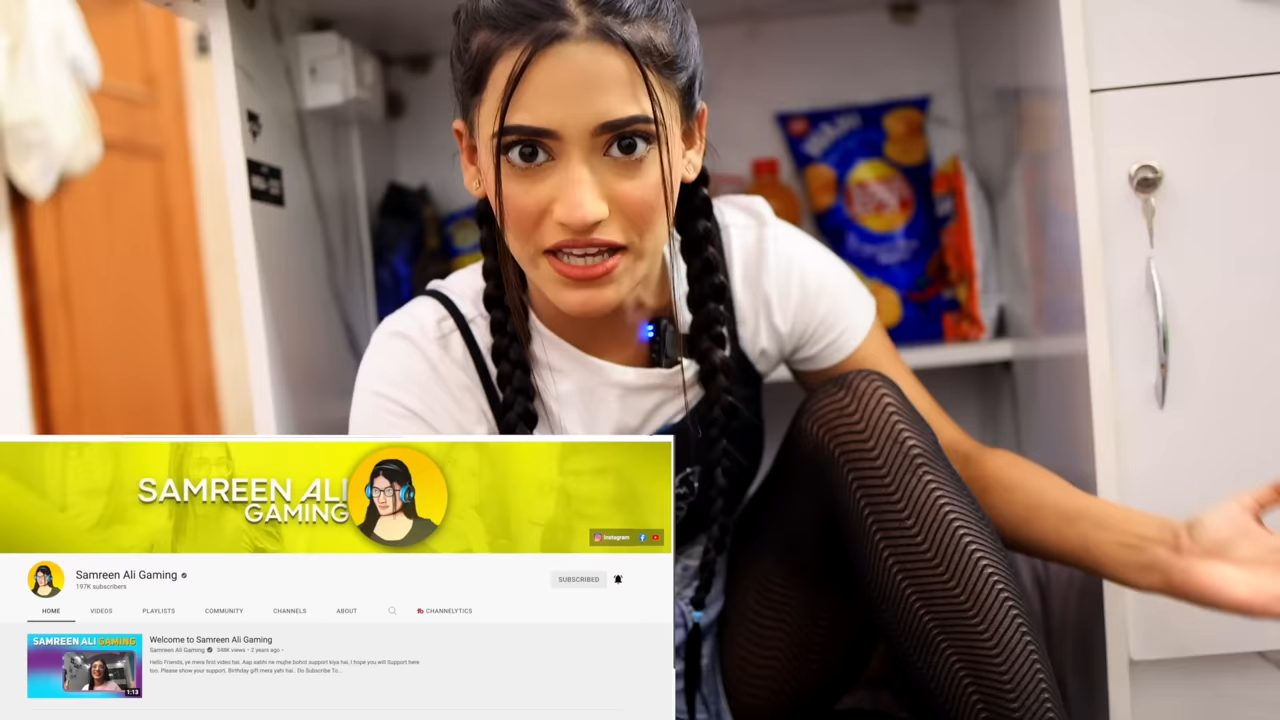 SAMREEN ALI
GAMING
Instagram
Samreen Ali Gaming
197K subscribers
SUBSCRIBED
HOME VIDEOS PLAYLISTS COMMUNITY CHANNELS ABOUT CHANNELYTICS
SAMREEN ALI GAMING
1:13
Welcome to Samreen Ali Gaming
Samreen Ali Gaming 348K views • 2 years ago •
Hello Friends, ye mera first video hai. Aap sabhi ne mujhe bohot support kiya hai, I hope you will Support here
too. Please show your support. Birthday gift mera yahi hai.. Do Subscribe To...